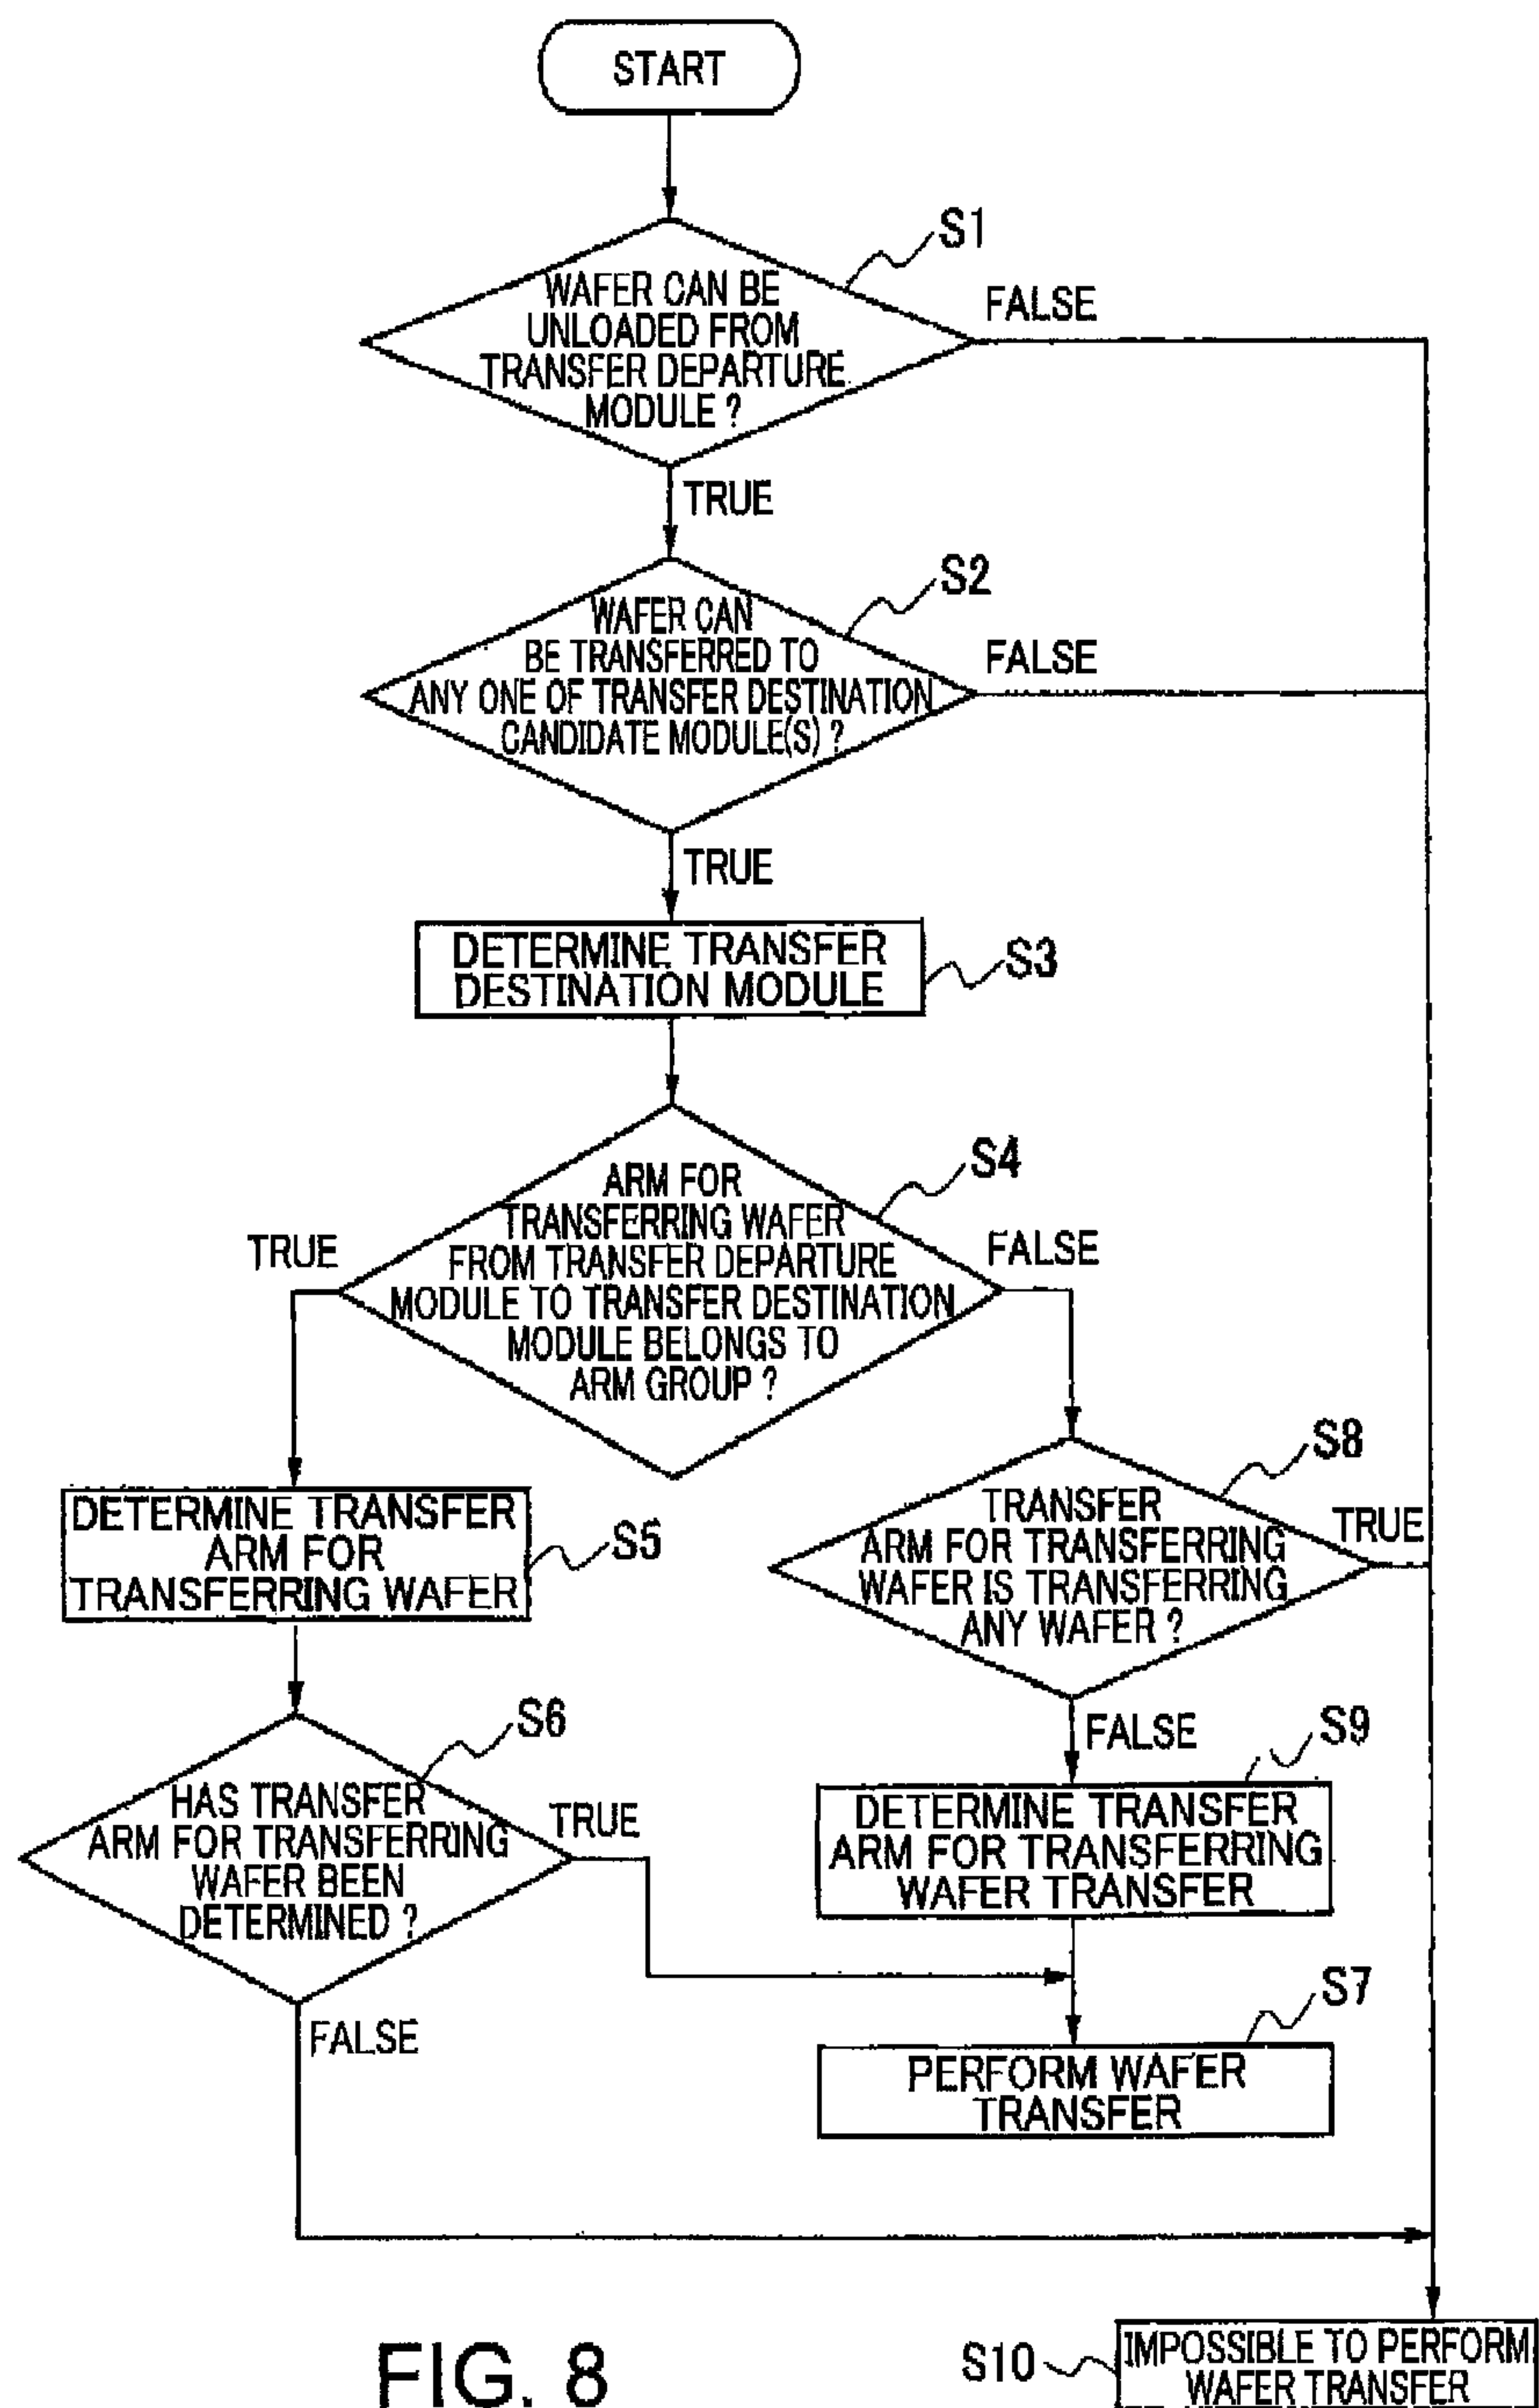 START
S1
WAFER CAN BE
UNLOADED FROM
TRANSFER DEPARTURE
MODULE ?
FALSE
TRUE
S2
WAFER CAN
BE TRANSFERRED TO
ANY ONE OF TRANSFER DESTINATION
CANDIDATE MODULE(S) ?
FALSE
TRUE
DETERMINE TRANSFER
DESTINATION MODULE
S3
S4
ARM FOR
TRANSFERRING WAFER
FROM TRANSFER DEPARTURE
MODULE TO TRANSFER DESTINATION
MODULE BELONGS TO
ARM GROUP ?
TRUE
FALSE
DETERMINE TRANSFER
ARM FOR
TRANSFERRING WAFER
S5
S8
TRANSFER
ARM FOR TRANSFERRING
WAFER IS TRANSFERRING
ANY WAFER ?
TRUE
FALSE
S6
HAS TRANSFER
ARM FOR TRANSFERRING
WAFER BEEN
DETERMINED ?
TRUE
FALSE
S9
DETERMINE TRANSFER
ARM FOR TRANSFERRING
WAFER TRANSFER
S7
PERFORM WAFER
TRANSFER
S10
IMPOSSIBLE TO PERFORM
WAFER TRANSFER
FIG. 8